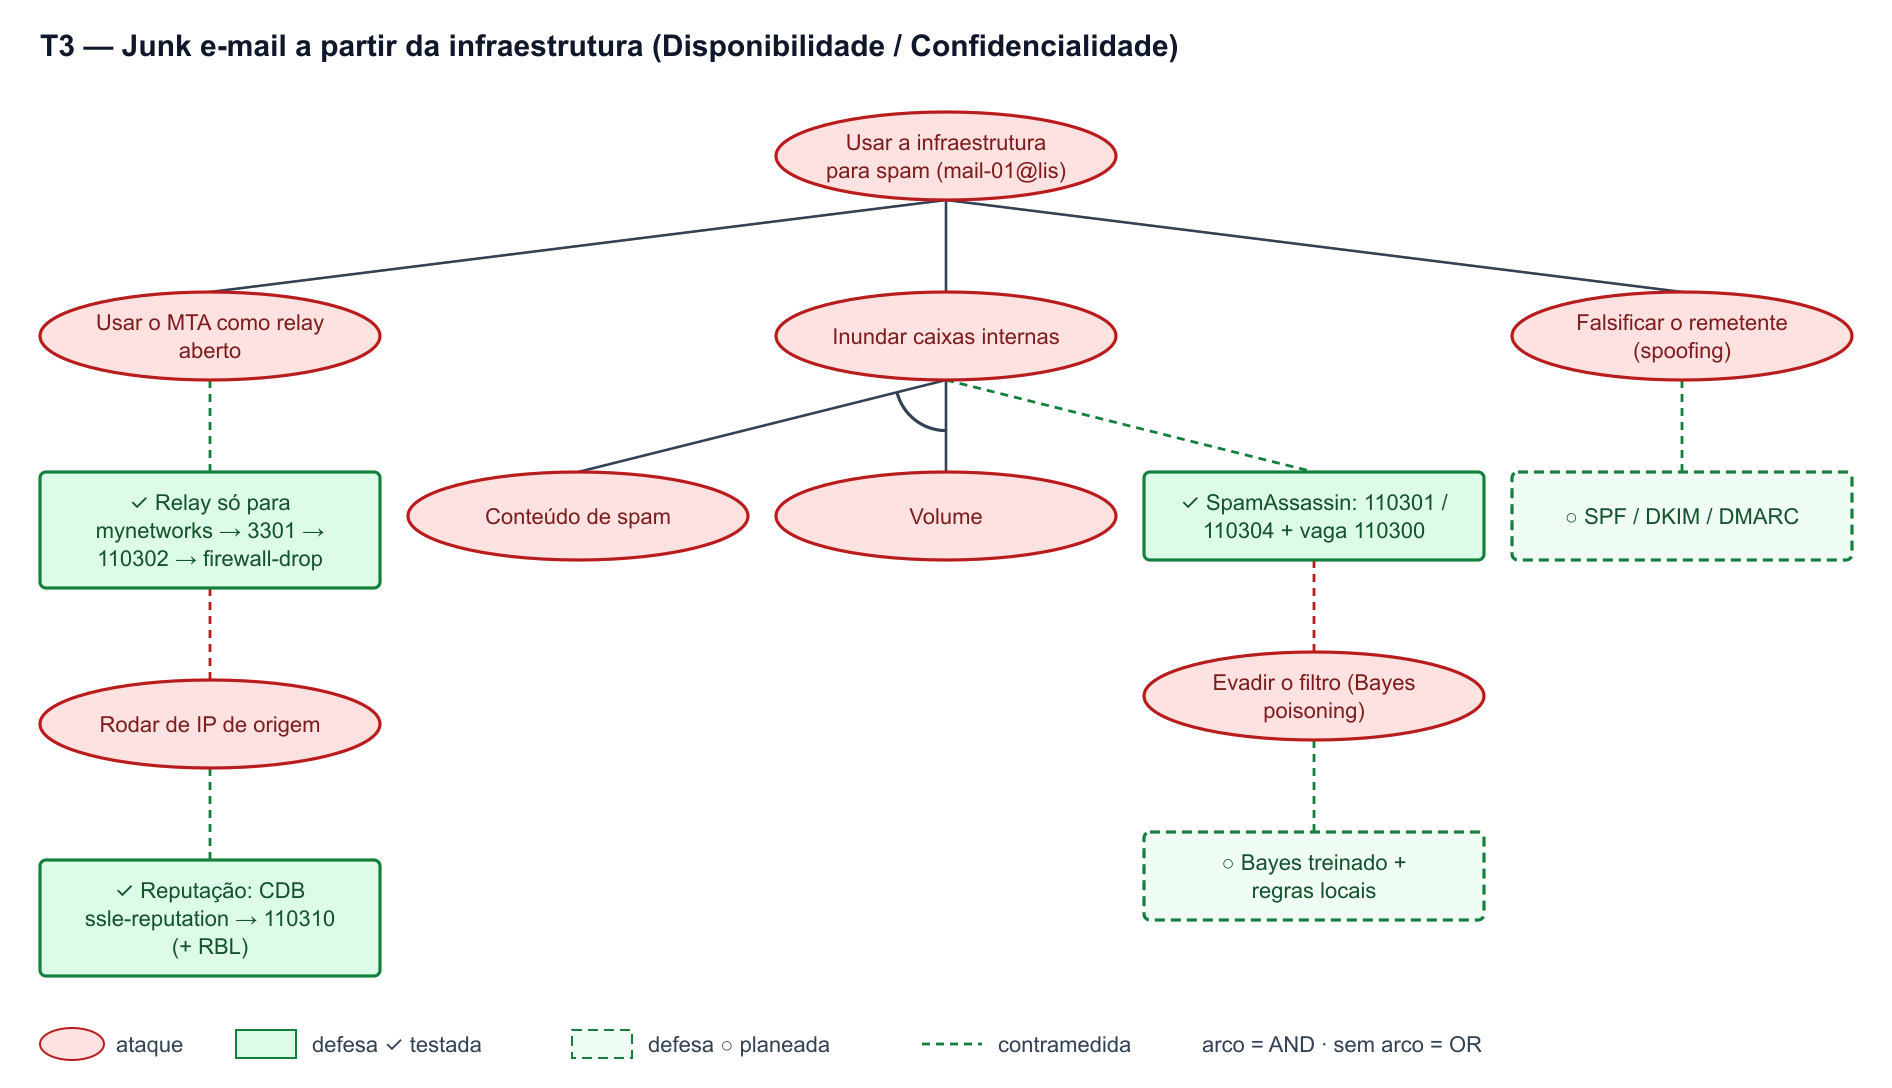 T3 — Junk e-mail a partir da infraestrutura (Disponibilidade / Confidencialidade)
Usar a infraestrutura
para spam (mail-01@lis)
Usar o MTA como relay
aberto
Inundar caixas internas
Falsificar o remetente
(spoofing)
✓ Relay só para
mynetworks → 3301 →
110302 → firewall-drop
Conteúdo de spam
Volume
✓ SpamAssassin: 110301 /
110304 + vaga 110300
○ SPF / DKIM / DMARC
Rodar de IP de origem
Evadir o filtro (Bayes
poisoning)
✓ Reputação: CDB
ssle-reputation → 110310
(+ RBL)
○ Bayes treinado +
regras locais
ataque
defesa ✓ testada
defesa ○ planeada
contramedida
arco = AND · sem arco = OR